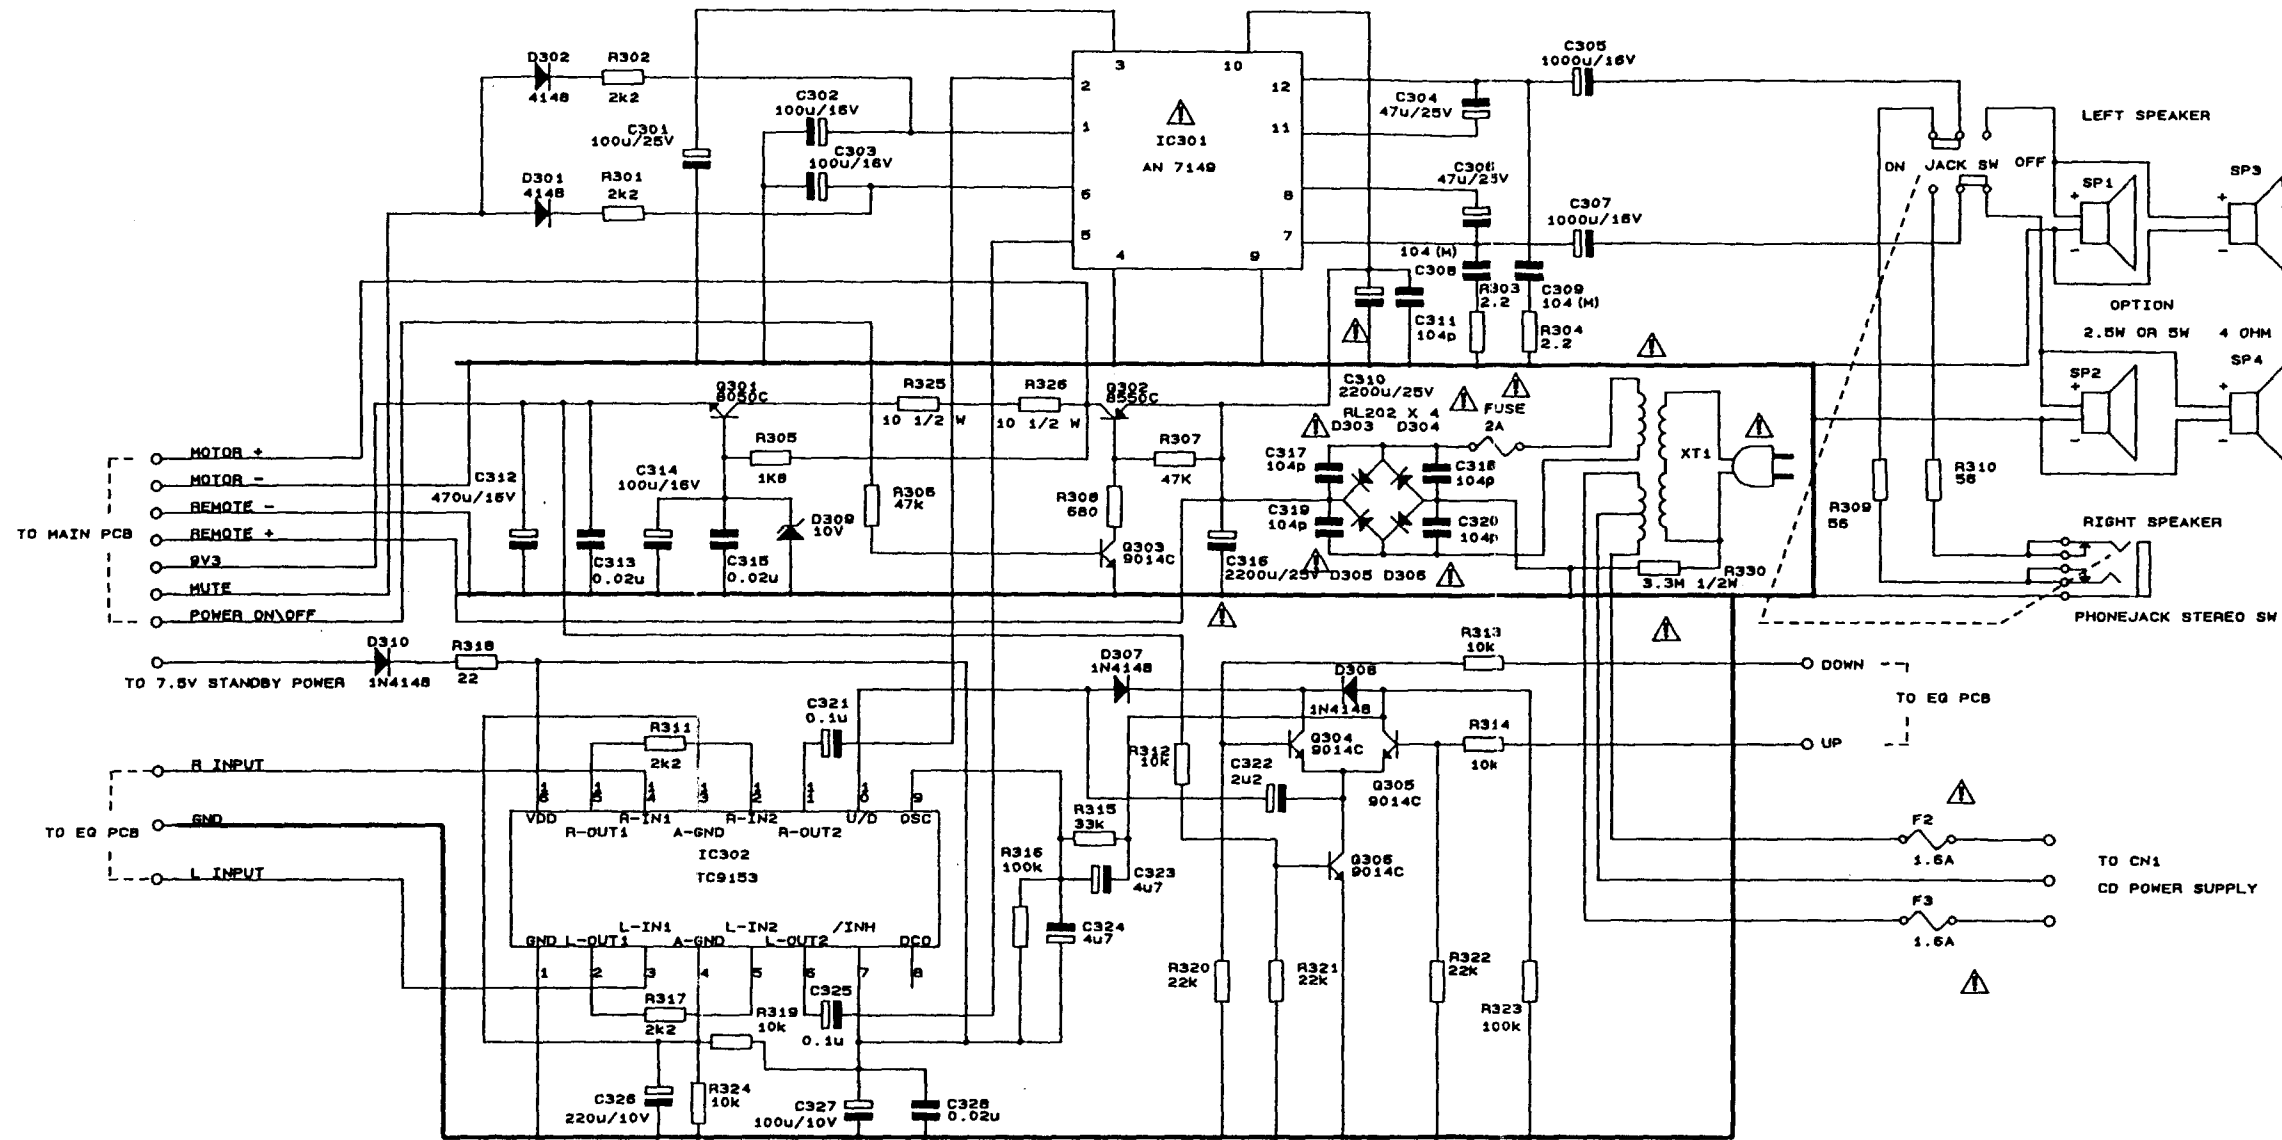 D302
4148
R302
2k2
C301
100u/25V
C302
100u/16V
C303
100u/16V
D301
4148
R301
2k2
3
10
2
1
6
5
4
9
12
11
8
7
IC301
AN 7149
C304
47u/25V
C305
1000u/16V
C306
47u/25V
C307
1000u/16V
104(M)
C308
R303
2.2
C309
104(M)
C311
104p
R304
2.2
LEFT SPEAKER
ON JACK SW OFF
SP1
+
-
SP3
+
-
OPTION
2.5W OR 5W 4 OHM
SP2
+
-
SP4
+
-
Q301
8050C
R325
10 1/2 W
R326
10 1/2 W
Q302
8550C
C310
2200u/25V
RL202 X 4
D303 D304
FUSE
2A
R305
1K8
R307
47K
C317
104p
C318
104p
XT1
C312
470u/16V
C314
100u/16V
R306
47k
R308
680
C319
104p
C320
104p
R309
56
R310
56
D309
10V
C313
0.02u
C315
0.02u
Q303
9014C
C316
2200u/25V
D305 D306
R330
3.3M 1/2W
RIGHT SPEAKER
PHONEJACK STEREO SW
TO MAIN PCB
MOTOR +
MOTOR -
REMOTE -
REMOTE +
9V3
MUTE
POWER ON\OFF
TO 7.5V STANDBY POWER
D310
1N4148
R318
22
D307
1N4148
D308
1N4148
R313
10k
DOWN
TO EQ PCB
UP
R314
10k
C321
0.1u
R311
2k2
R312
10k
Q304
9014C
C322
2u2
Q305
9014C
TO EQ PCB
R INPUT
GND
L INPUT
16
15
14
13
12
11
10
9
VDD
R-OUT1
R-IN1
A-GND
R-IN2
R-OUT2
U/D
OSC
IC302
TC9153
GND
L-OUT1
L-IN1
A-GND
L-IN2
L-OUT2
/INH
DCO
1
2
3
4
5
6
7
8
R315
33k
R316
100k
C323
4u7
C324
4u7
Q306
9014C
F2
1.6A
F3
1.6A
TO CN1
CD POWER SUPPLY
R317
2k2
R319
10k
C325
0.1u
R320
22k
R321
22k
R322
22k
R323
100k
C326
220u/10V
R324
10k
C327
100u/10V
C328
0.02u